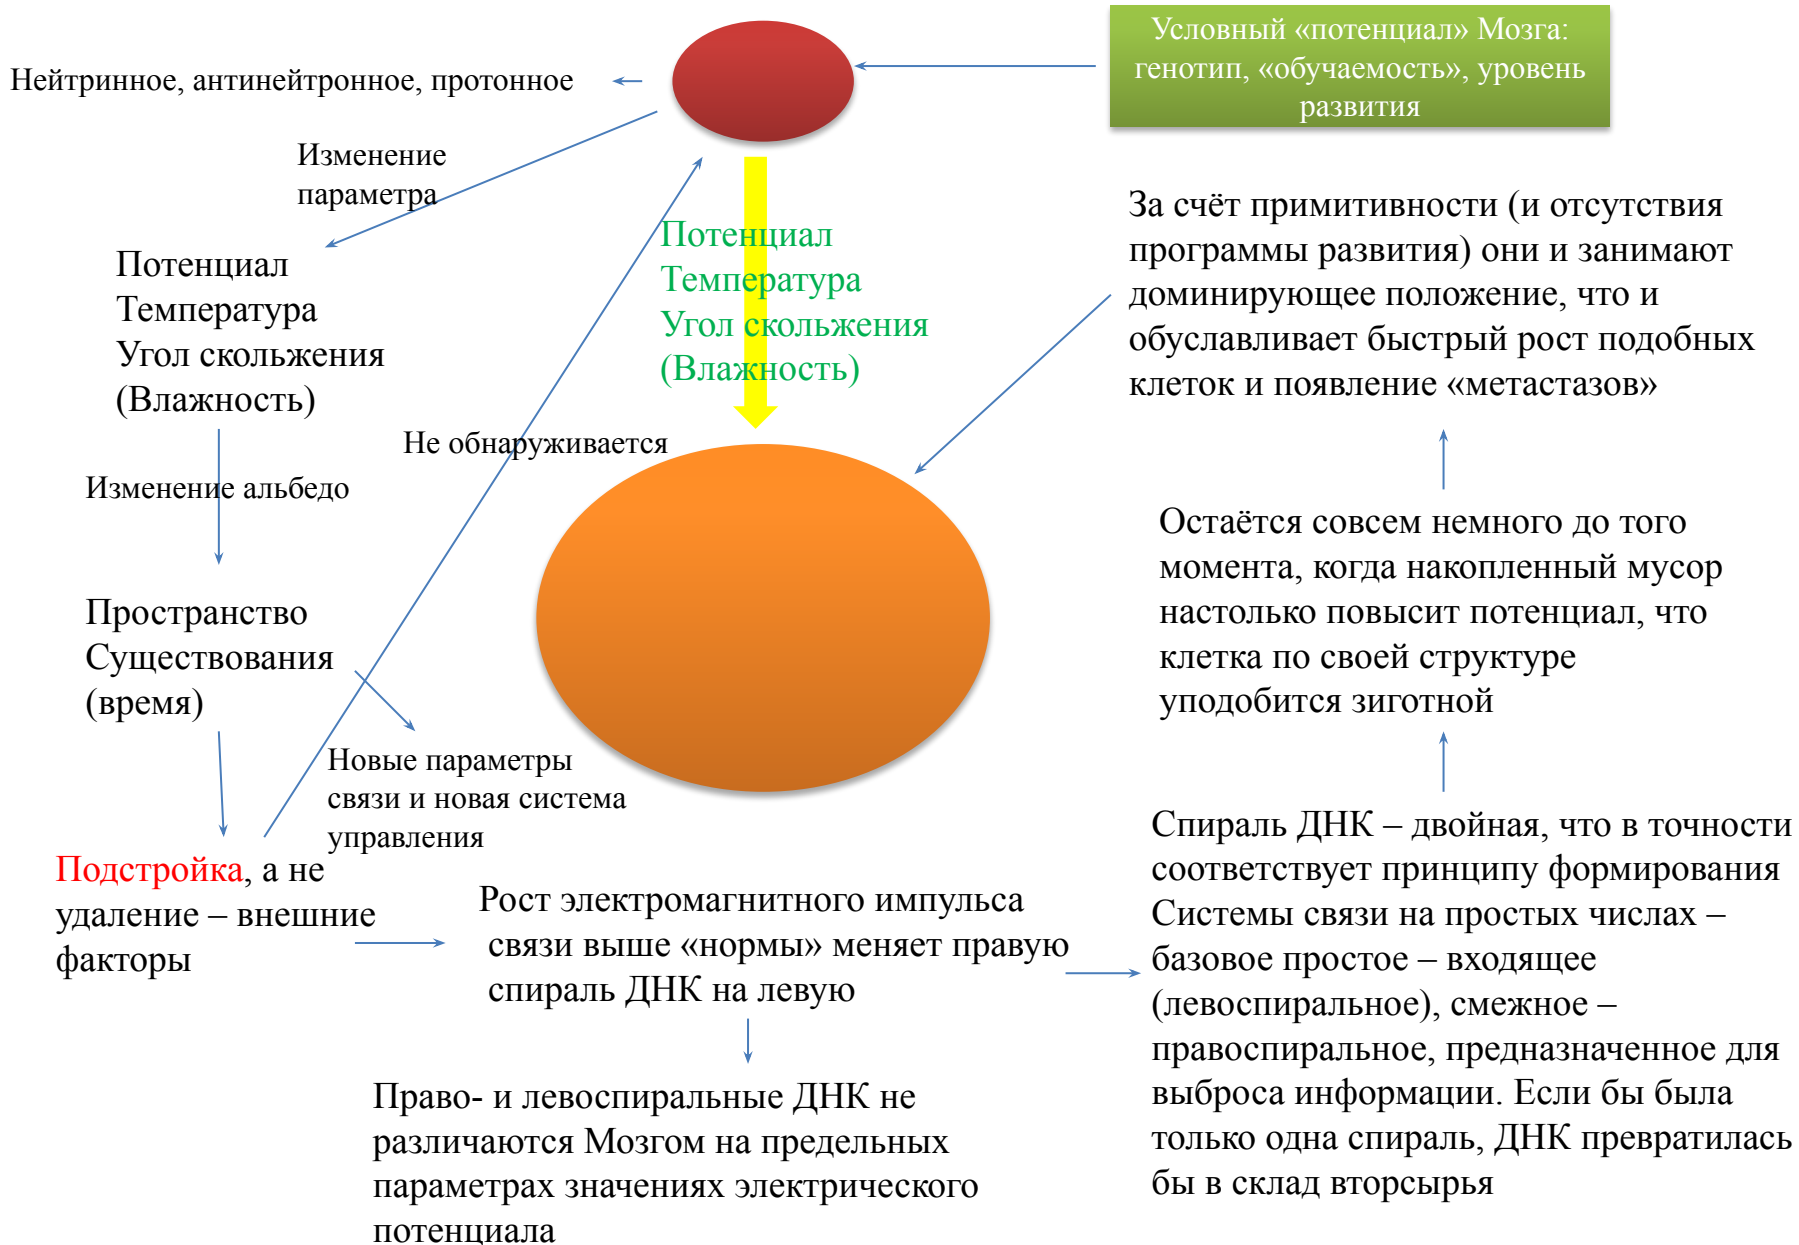 Условный «потенциал» Мозга:
генотип, «обучаемость», уровень
развития
Нейтринное, антинейтронное, протонное
Изменение
параметра
Потенциал
Температура
Угол скольжения
(Влажность)
Потенциал
Температура
Угол скольжения
(Влажность)
За счёт примитивности (и отсутствия
программы развития) они и занимают
доминирующее положение, что и
обуславливает быстрый рост подобных
клеток и появление «метастазов»
Не обнаруживается
Изменение альбедо
Остаётся совсем немного до того
момента, когда накопленный мусор
настолько повысит потенциал, что
клетка по своей структуре
уподобится зиготной
Пространство
Существования
(время)
Новые параметры
связи и новая система
управления
Подстройка, а не
удаление – внешние
факторы
Рост электромагнитного импульса
связи выше «нормы» меняет правую
спираль ДНК на левую
Спираль ДНК – двойная, что в точности
соответствует принципу формирования
Системы связи на простых числах –
базовое простое – входящее
(левоспиральное), смежное –
правоспиральное, предназначенное для
выброса информации. Если бы была
только одна спираль, ДНК превратилась
бы в склад вторсырья
Право- и левоспиральные ДНК не
различаются Мозгом на предельных
параметрах значениях электрического
потенциала